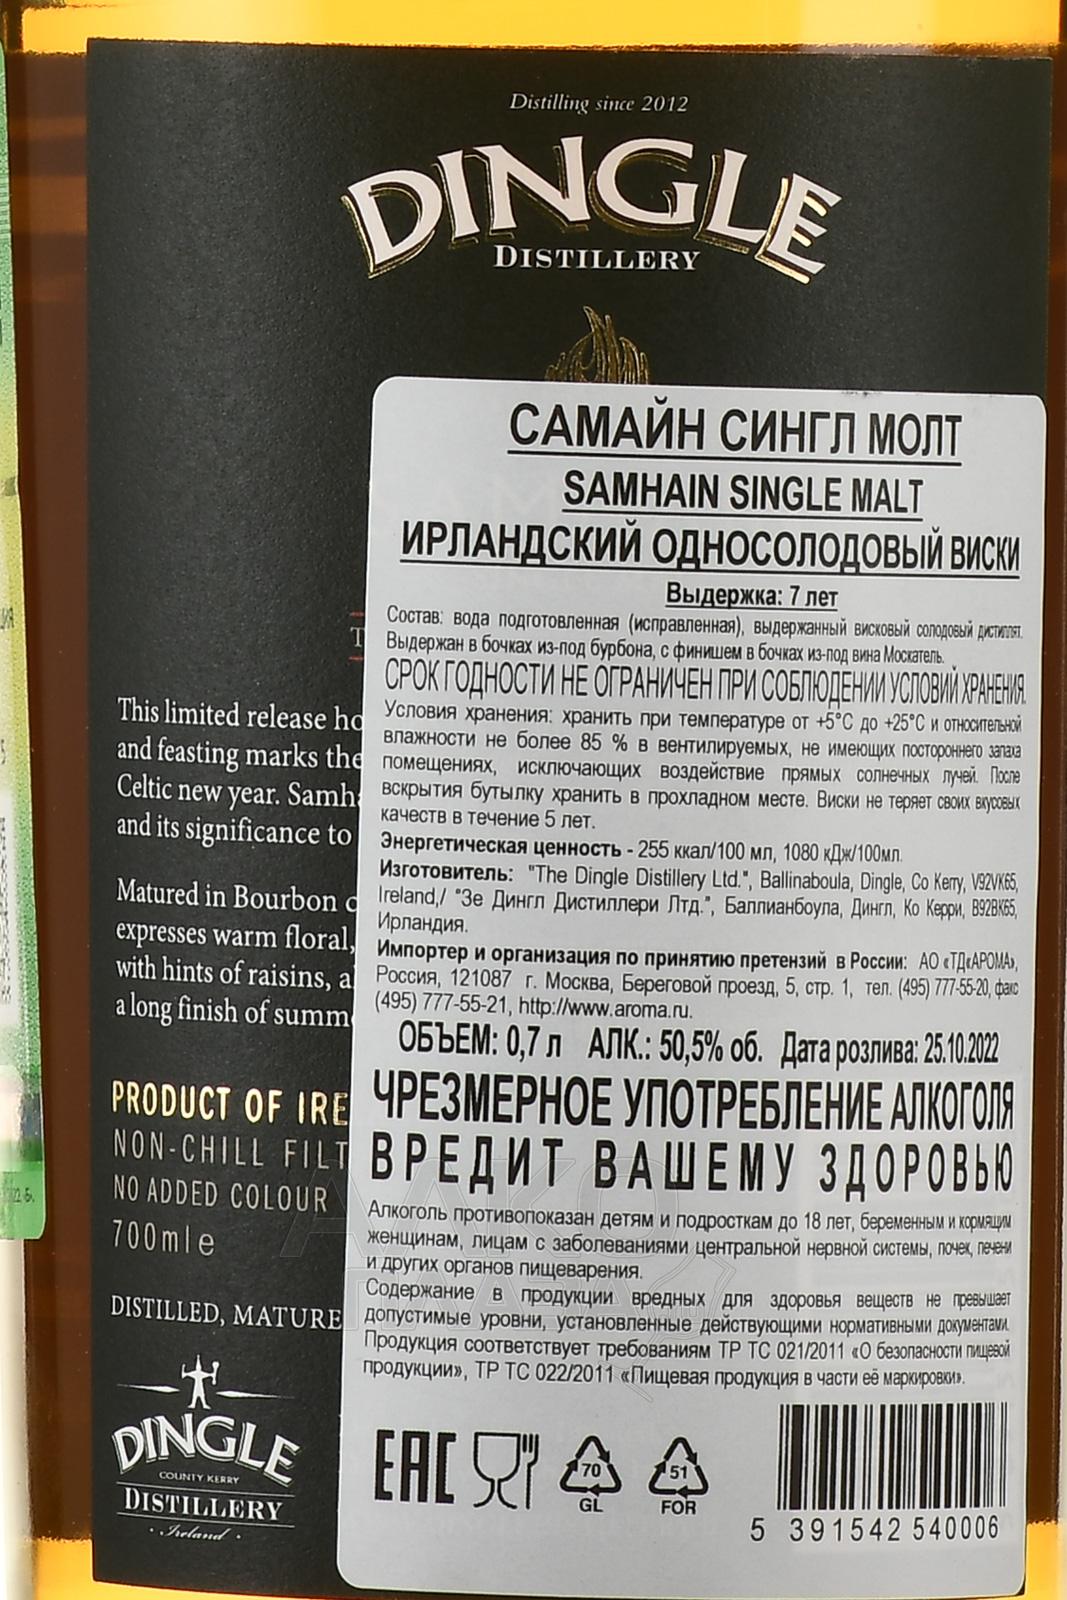 Distilling since 2012
DINGLE
DISTILLERY
This limited release
and feasting marks the
Celtic new year.
and its significance to
Matured in Bourbon
expresses warm floral,
with hints of raisins,
a long finish of
PRODUCT OF
NON-CHILL
NO ADDED COLOUR
700ml e
DISTILLED,
DINGLE
COUNTY KERRY
DISTILLERY
Ireland
САМАЙН СИНГЛ МОЛТ
SAMHAIN SINGLE MALT
ИРЛАНДСКИЙ ОДНОСОЛОДОВЫЙ ВИСКИ
Выдержка: 7 лет
Состав: вода подготовленная (исправленная), выдержанный висковый солодовый дистиллят.
Выдержан в бочках из-под бурбона, с финишем в бочках из-под вина Москатель.
СРОК ГОДНОСТИ НЕ ОГРАНИЧЕН ПРИ СОБЛЮДЕНИИ УСЛОВИЙ ХРАНЕНИЯ.
Условия хранения: хранить при температуре от +5°С до +25°С и относительной
влажности не более 85 % в вентилируемых, не имеющих постороннего запаха
помещениях, исключающих воздействие прямых солнечных лучей. После
вскрытия бутылку хранить в прохладном месте. Виски не теряет своих вкусовых
качеств в течение 5 лет.
Энергетическая ценность - 255 ккал/100 мл, 1080 кДж/100мл.
Изготовитель: "The Dingle Distillery Ltd.", Ballinaboula, Dingle, Co Kerry, V92VK65,
Ireland,/ "Зе Дингл Дистиллери Лтд.", Баллианбоула, Дингл, Ко Керри, В92ВК65,
Ирландия.
Импортер и организация по принятию претензий в России: АО «ТД«АРОМА»,
Россия, 121087 г. Москва, Береговой проезд, 5, стр. 1, тел. (495) 777-55-20, факс
(495) 777-55-21, http://www.aroma.ru.
ОБЪЕМ: 0,7 л АЛК.: 50,5% об. Дата розлива: 25.10.2022
ЧРЕЗМЕРНОЕ УПОТРЕБЛЕНИЕ АЛКОГОЛЯ
ВРЕДИТ ВАШЕМУ ЗДОРОВЬЮ
Алкоголь противопоказан детям и подросткам до 18 лет, беременным и кормящим
женщинам, лицам с заболеваниями центральной нервной системы, почек, печени
и других органов пищеварения.
Содержание в продукции вредных для здоровья веществ не превышает
допустимые уровни, установленные действующими нормативными документами.
Продукция соответствует требованиям ТР ТС 021/2011 «О безопасности пищевой
продукции», ТР ТС 022/2011 «Пищевая продукция в части её маркировки».
EAC
70
GL
51
FOR
5 391542 540006